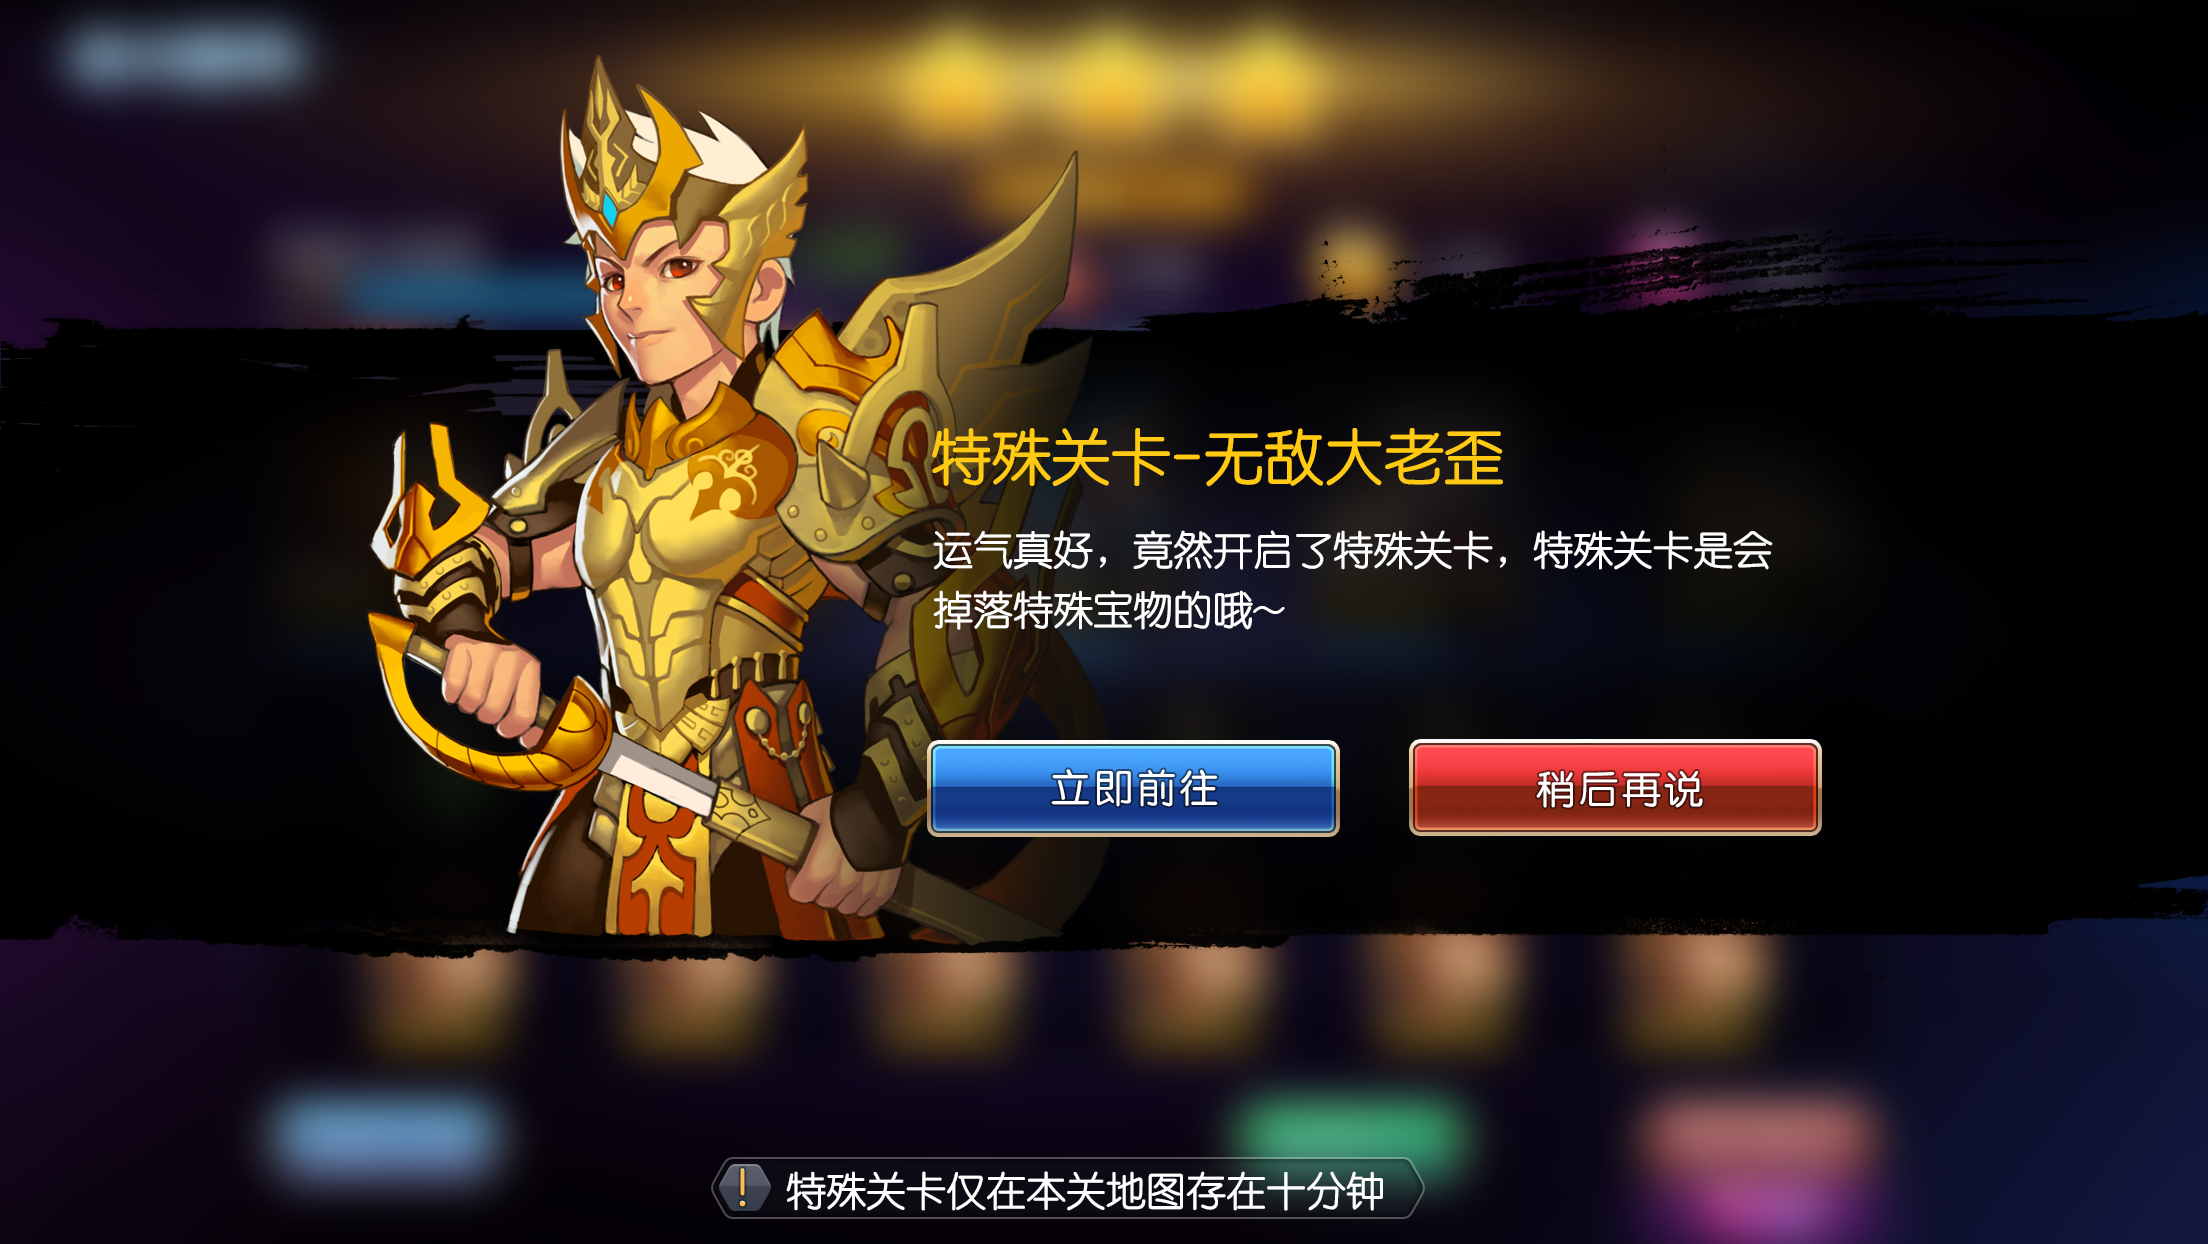 特殊关卡-无敌大老歪
运气真好，竟然开启了特殊关卡，特殊关卡是会
掉落特殊宝物的哦～
立即前往
稍后再说
特殊关卡仅在本关地图存在十分钟